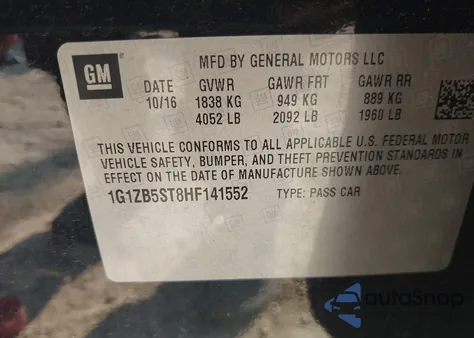 GM
MFD BY GENERAL MOTORS LLC
DATE GVWR GAWR FRT GAWR RR
10/16 1838 KG 949 KG 889 KG
4052 LB 2092 LB 1960 LB
THIS VEHICLE CONFORMS TO ALL APPLICABLE U.S. FEDERAL MOTOR
VEHICLE SAFETY, BUMPER, AND THEFT PREVENTION STANDARDS IN
EFFECT ON THE DATE OF MANUFACTURE SHOWN ABOVE.
1G1ZB5ST8HF141552 TYPE: PASS CAR
autoSnap